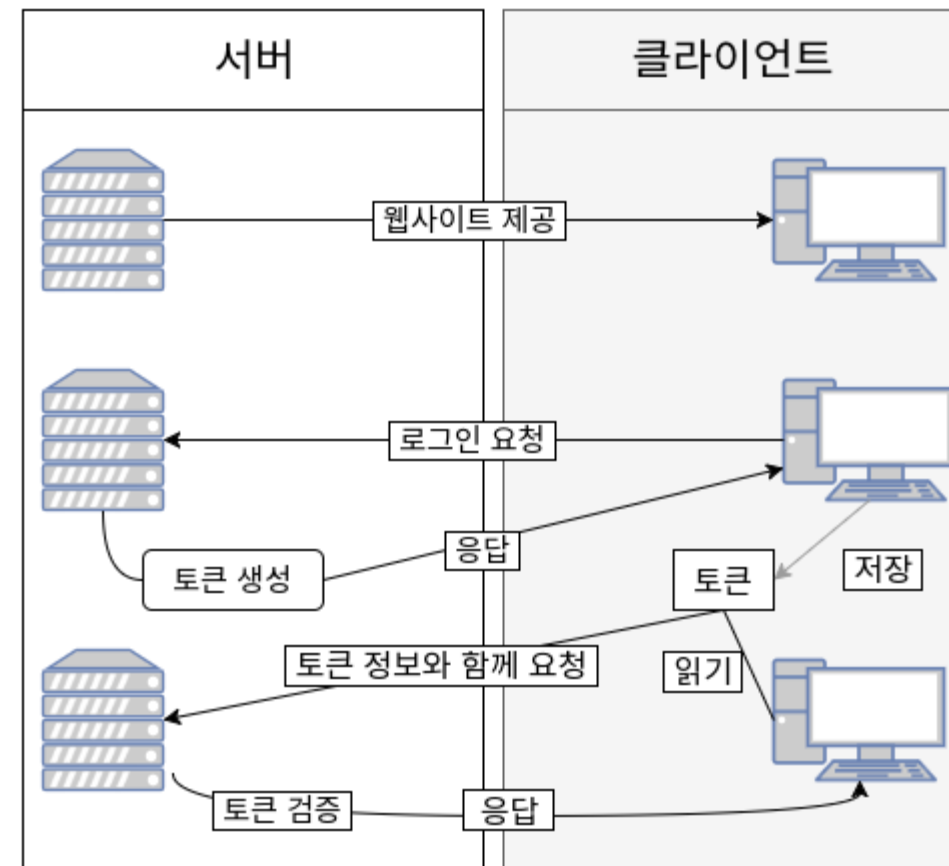 서버
클라이언트
웹사이트 제공
로그인 요청
응답
토큰 생성
토큰
저장
토큰 정보와 함께 요청
읽기
토큰 검증
응답